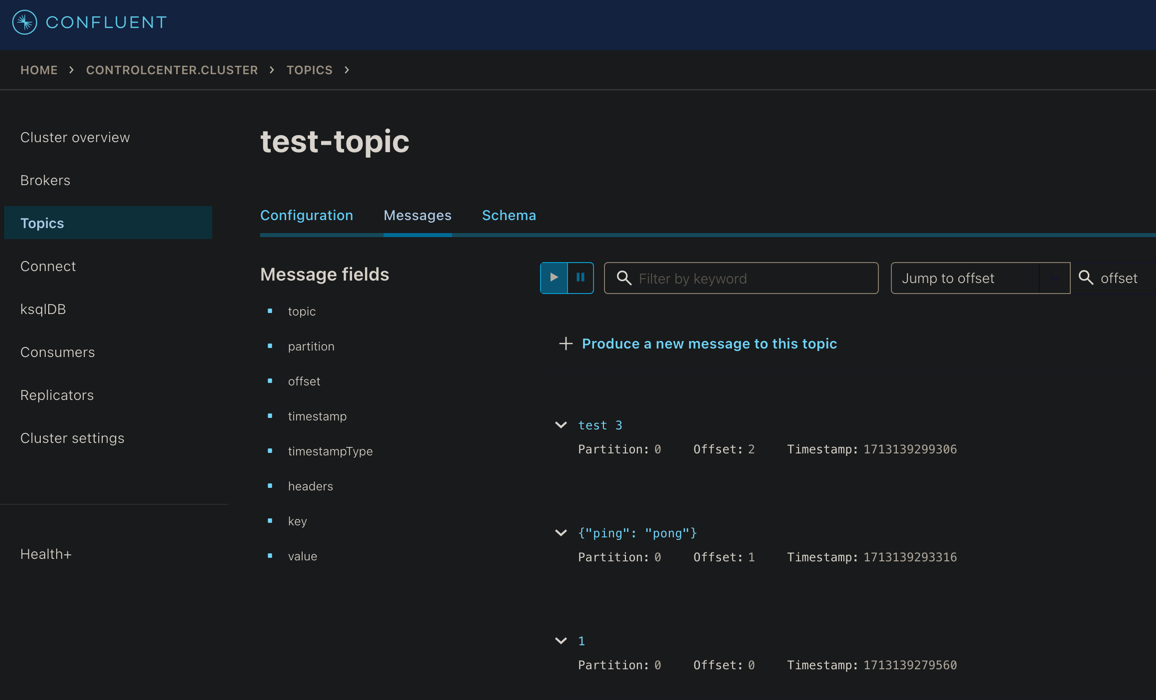 CONFLUENT
HOME > CONTROLCENTER.CLUSTER > TOPICS >
Cluster overview
Brokers
Topics
Connect
ksqlDB
Consumers
Replicators
Cluster settings
Health+
test-topic
Configuration Messages Schema
Message fields
topic
partition
offset
timestamp
timestampType
headers
key
value
Filter by keyword
Jump to offset
offset
+ Produce a new message to this topic
test 3
Partition: 0 Offset: 2 Timestamp: 1713139299306
{"ping": "pong"}
Partition: 0 Offset: 1 Timestamp: 1713139293316
1
Partition: 0 Offset: 0 Timestamp: 1713139279560